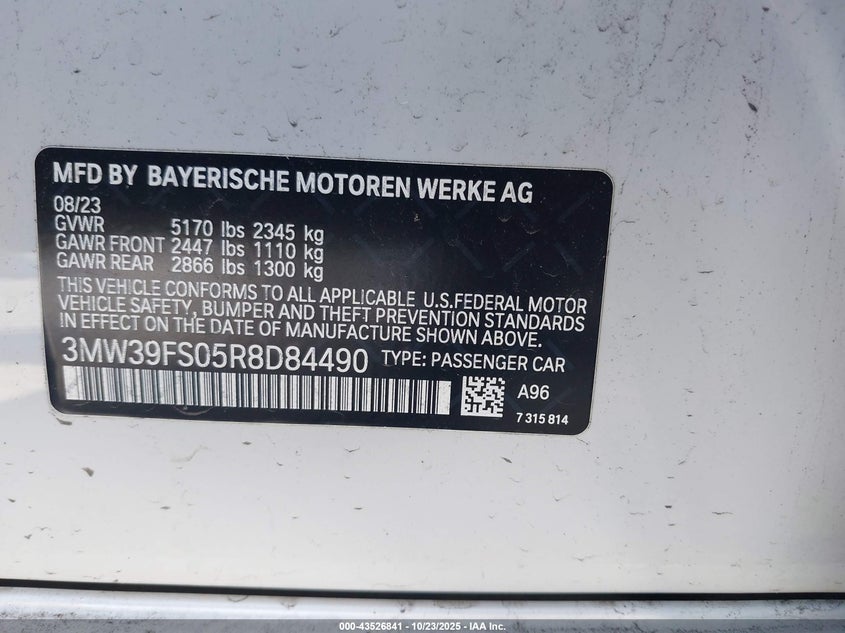 MFD BY BAYERISCHE MOTOREN WERKE AG
08/23
GVWR 5170 lbs 2345 kg
GAWR FRONT 2447 lbs 1110 kg
GAWR REAR 2866 lbs 1300 kg
THIS VEHICLE CONFORMS TO ALL APPLICABLE U.S.FEDERAL MOTOR
VEHICLE SAFETY, BUMPER AND THEFT PREVENTION STANDARDS
IN EFFECT ON THE DATE OF MANUFACTURE SHOWN ABOVE.
3MW39FS05R8D84490 TYPE: PASSENGER CAR
A96
7 315 814
000-43526841 - 10/23/2025 - IAA Inc.